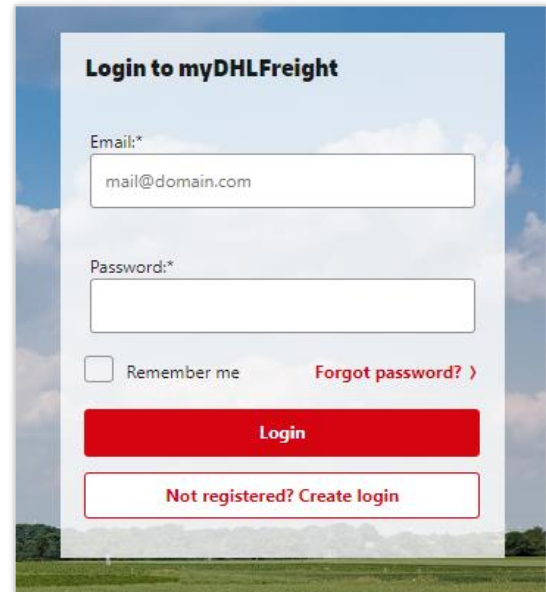 Login to myDHLFreight
Email:*
mail@domain.com
Password:*
Remember me
Forgot password? ⟩
Login
Not registered? Create login